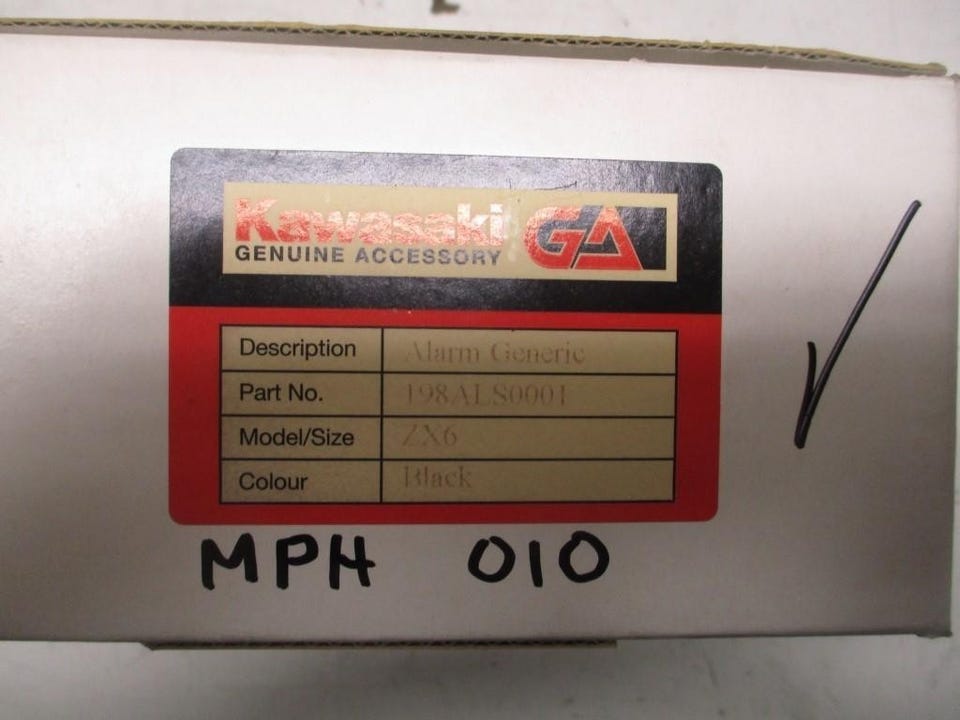 Kawasaki GA
GENUINE ACCESSORY
Description Alarm Generic
Part No. 198ALS0001
Model/Size ZX6
Colour Black
MPH 010